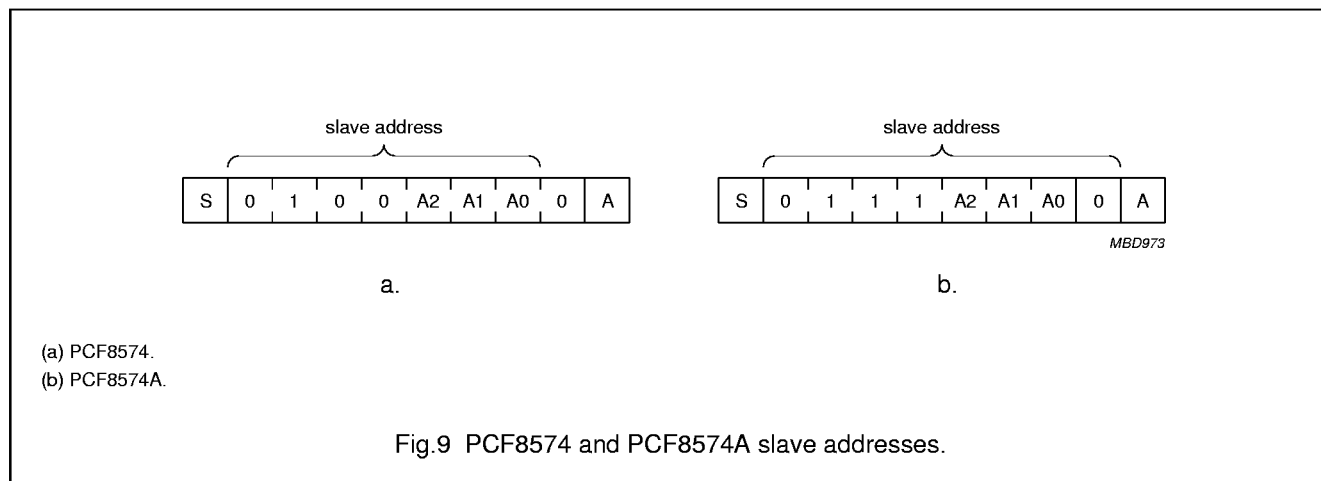 slave address
S 0 1 0 0 A2 A1 A0 0 A
a.
slave address
S 0 1 1 1 A2 A1 A0 0 A
MBD973
b.
(a) PCF8574.
(b) PCF8574A.
Fig.9 PCF8574 and PCF8574A slave addresses.